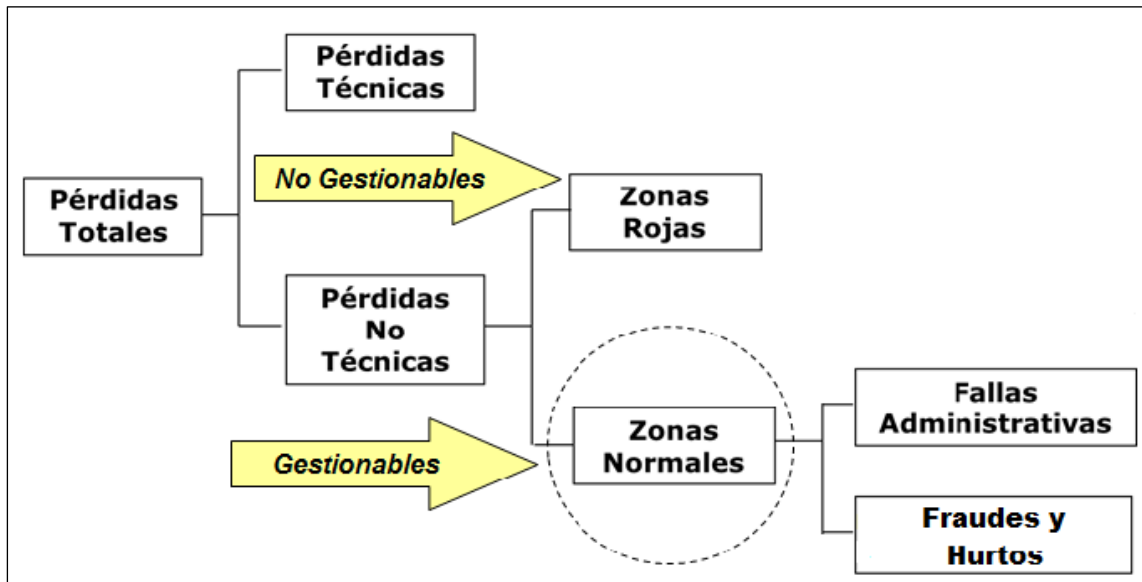 Pérdidas
Técnicas
No Gestionables
Pérdidas
Totales
Zonas
Rojas
Pérdidas
No
Técnicas
Gestionables
Zonas
Normales
Fallas
Administrativas
Fraudes y
Hurtos